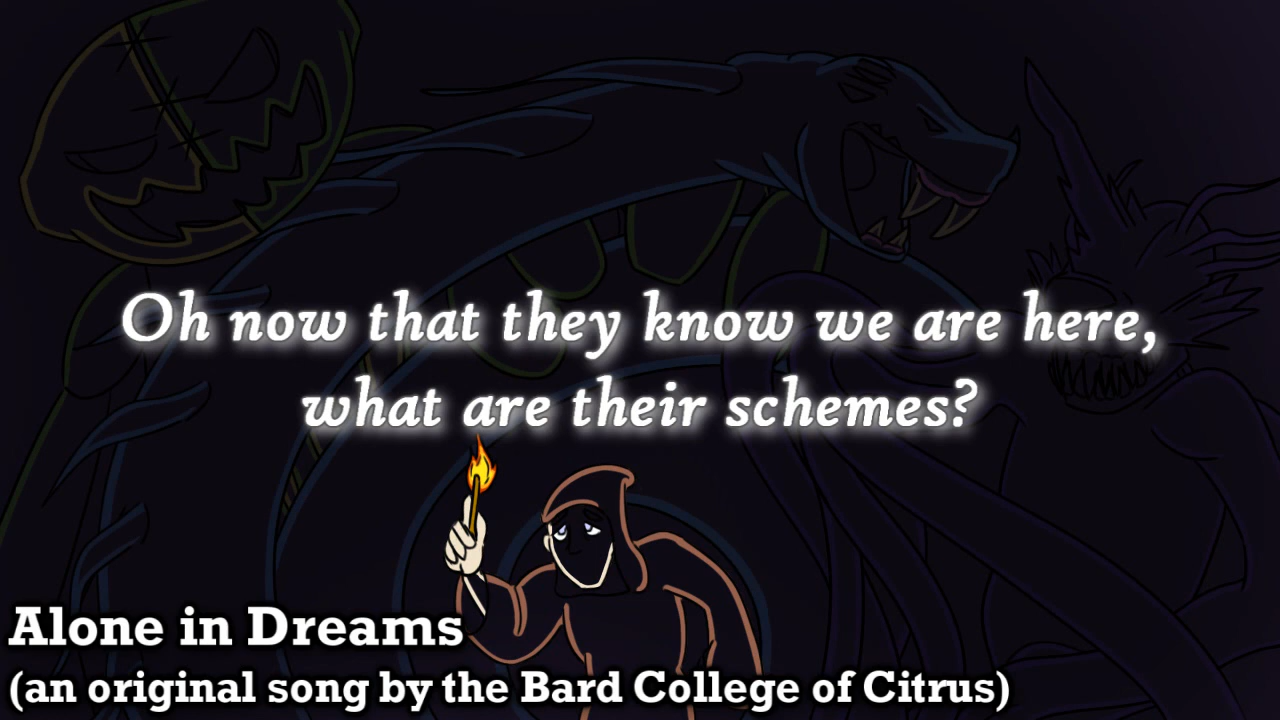 Oh now that they know we are here,
what are their schemes?
Alone in Dreams
(an original song by the Bard College of Citrus)